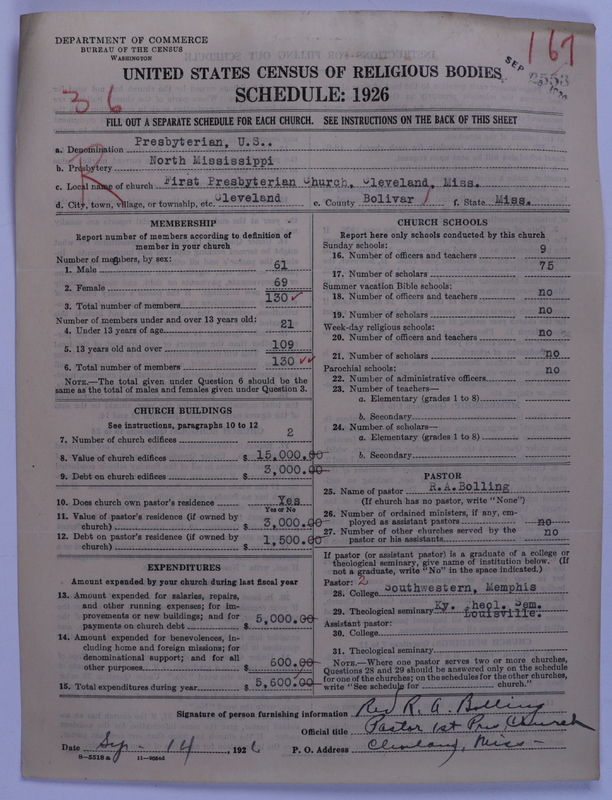 DEPARTMENT OF COMMERCE
BUREAU OF THE CENSUS
WASHINGTON
UNITED STATES CENSUS OF RELIGIOUS BODIES
SCHEDULE: 1926
SEP
167
36
FILL OUT A SEPARATE SCHEDULE FOR EACH CHURCH. SEE INSTRUCTIONS ON THE BACK OF THIS SHEET
a. Denomination Presbyterian, U.S..
b. Presbytery North Mississippi
R
c. Local name of church First Presbyterian Church, Cleveland, Miss.
d. City, town, village, or township, etc. Cleveland e. County Bolivar f. State Miss.
MEMBERSHIP
Report number of members according to definition of
member in your church
Number of members, by sex:
1. Male 61
2. Female 69
3. Total number of members 130 ✓
Number of members under and over 13 years old:
4. Under 13 years of age 21
5. 13 years old and over 109
6. Total number of members 130 ✓✓
NOTE.—The total given under Question 6 should be the
same as the total of males and females given under Question 3.
CHURCH BUILDINGS
See instructions, paragraphs 10 to 12
7. Number of church edifices 2
8. Value of church edifices $15,000.00
9. Debt on church edifices $3,000.00
10. Does church own pastor's residence Yes
Yes or No
11. Value of pastor's residence (if owned by
church) $3,000.00
12. Debt on pastor's residence (if owned by
church) $1,500.00
EXPENDITURES
Amount expended by your church during last fiscal year
13. Amount expended for salaries, repairs,
and other running expenses; for im-
provements or new buildings; and for
payments on church debt $5,000.00
14. Amount expended for benevolences, in-
cluding home and foreign missions; for
denominational support; and for all
other purposes $600.00
15. Total expenditures during year $5,600.00
CHURCH SCHOOLS
Report here only schools conducted by this church
Sunday schools:
16. Number of officers and teachers 9
17. Number of scholars 75
Summer vacation Bible schools:
18. Number of officers and teachers no
19. Number of scholars no
Week-day religious schools:
20. Number of officers and teachers no
21. Number of scholars no
Parochial schools:
22. Number of administrative officers no
23. Number of teachers—
a. Elementary (grades 1 to 8)
b. Secondary
24. Number of scholars—
a. Elementary (grades 1 to 8)
b. Secondary
PASTOR
25. Name of pastor R.A.Bolling
(If church has no pastor, write "None")
26. Number of ordained ministers, if any, em-
ployed as assistant pastors no
27. Number of other churches served by the
pastor or his assistants no
If pastor (or assistant pastor) is a graduate of a college or
theological seminary, give name of institution below. (If
not a graduate, write "No" in the space indicated.)
Pastor: 2
28. College Southwestern, Memphis
29. Theological seminary Ky. Theol. Sem.
Louisville.
Assistant pastor:
30. College
31. Theological seminary
NOTE.—Where one pastor serves two or more churches,
Questions 28 and 29 should be answered only on the schedule
for one of the churches; on the schedules for the other churches,
write "See schedule for church."
Signature of person furnishing information Rev R. A. Bolling
Official title Pastor 1st Pres Church
Date Sep - 14, 1926 P. O. Address Cleveland, Miss -
8—5518 a